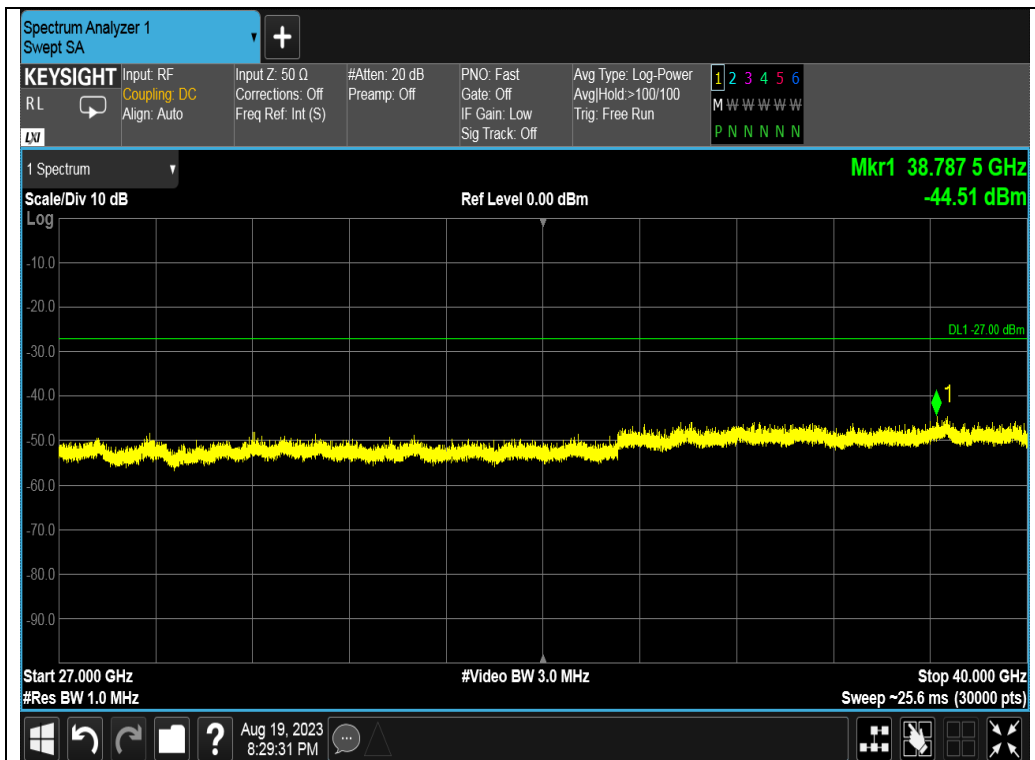 Spectrum Analyzer 1
Swept SA
+
KEYSIGHT
RL
LXI
Input: RF
Coupling: DC
Align: Auto
Input Z: 50 Ω
Corrections: Off
Freq Ref: Int (S)
#Atten: 20 dB
Preamp: Off
PNO: Fast
Gate: Off
IF Gain: Low
Sig Track: Off
Avg Type: Log-Power
Avg|Hold:>100/100
Trig: Free Run
1 2 3 4 5 6
M W W W W W
P N N N N N
1 Spectrum
Mkr1 38.787 5 GHz
-44.51 dBm
Scale/Div 10 dB
Ref Level 0.00 dBm
Log
-10.0
-20.0
DL1 -27.00 dBm
-30.0
-40.0
1
-50.0
-60.0
-70.0
-80.0
-90.0
Start 27.000 GHz
#Video BW 3.0 MHz
Stop 40.000 GHz
#Res BW 1.0 MHz
Sweep ~25.6 ms (30000 pts)
?
Aug 19, 2023
8:29:31 PM